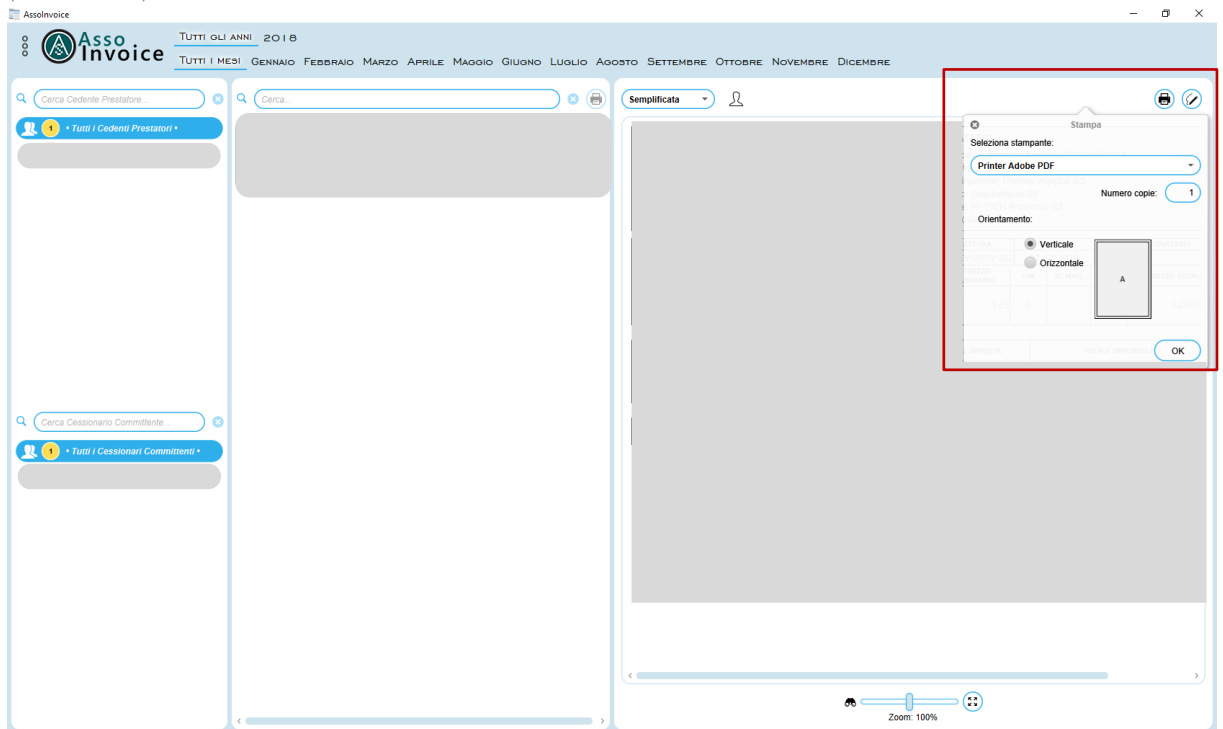 AssoInvoice
Asso Invoice
Tutti gli anni 2018
Tutti i mesi Gennaio Febbraio Marzo Aprile Maggio Giugno Luglio Agosto Settembre Ottobre Novembre Dicembre
Cerca Cedente Prestatore...
1 • Tutti i Cedenti Prestatori •
Cerca...
Semplificata
Stampa
Seleziona stampante:
Printer Adobe PDF
Numero copie: 1
Orientamento:
Verticale
Orizzontale
A
OK
Cerca Cessionario Committente...
1 • Tutti i Cessionari Committenti •
Zoom: 100%